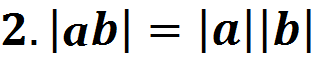 2. |ab| = |a||b|